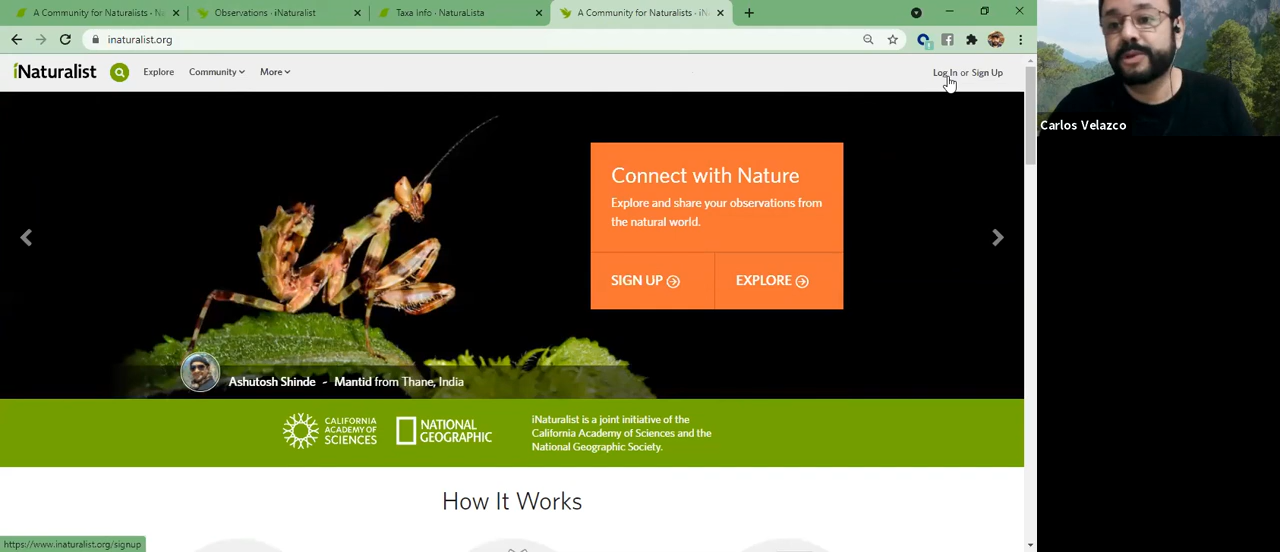 A Community for Naturalists · Na
Observations · iNaturalist
Taxa Info · NaturaLista
A Community for Naturalists · iN
inaturalist.org
iNaturalist
Explore
Community
More
Log In or Sign Up
Carlos Velazco
Connect with Nature
Explore and share your observations from
the natural world.
SIGN UP
EXPLORE
Ashutosh Shinde - Mantid from Thane, India
CALIFORNIA
ACADEMY OF
SCIENCES
NATIONAL
GEOGRAPHIC
iNaturalist is a joint initiative of the
California Academy of Sciences and the
National Geographic Society.
How It Works
https://www.inaturalist.org/signup